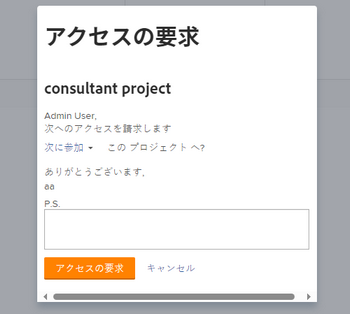 アクセスの要求
consultant project
Admin User,
次へのアクセスを請求します
次に参加 この プロジェクト へ?
ありがとうございます,
aa
P.S.
アクセスの要求 キャンセル